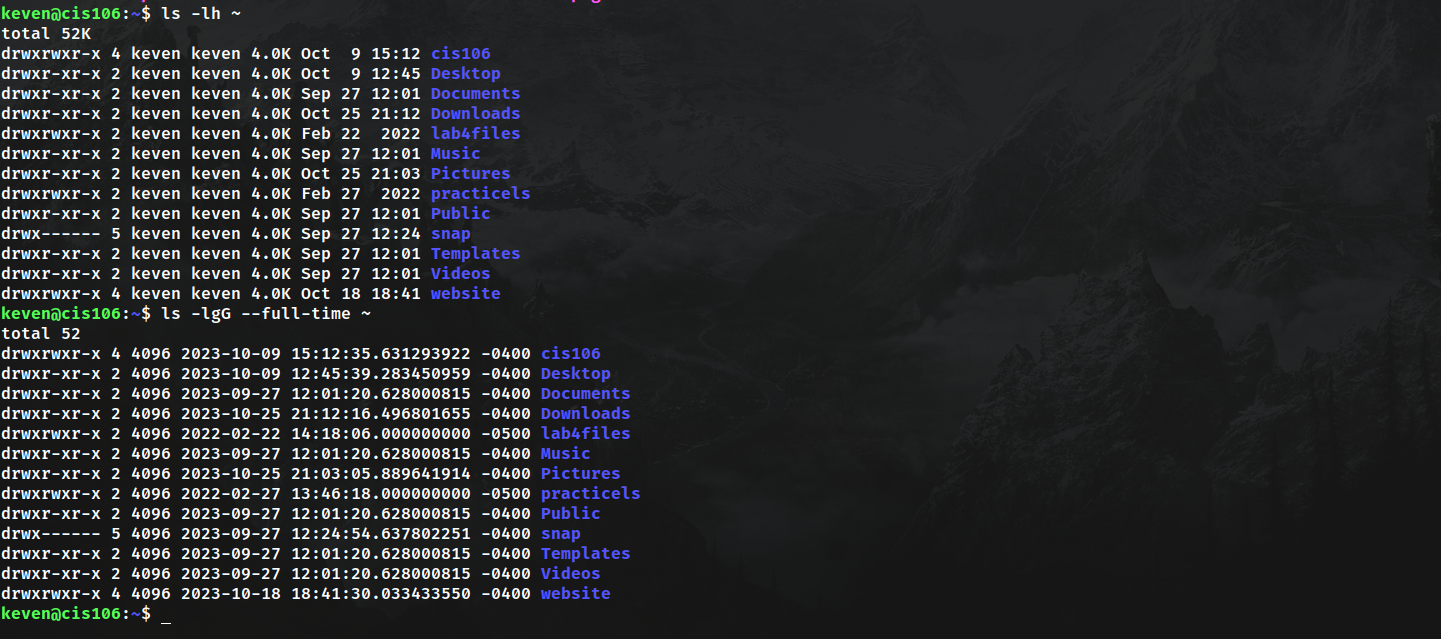 keven@cis106:~$ ls -lh ~
total 52K
drwxrwxr-x 4 keven keven 4.0K Oct  9 15:12 cis106
drwxr-xr-x 2 keven keven 4.0K Oct  9 12:45 Desktop
drwxr-xr-x 2 keven keven 4.0K Sep 27 12:01 Documents
drwxrwxr-x 2 keven keven 4.0K Oct 25 21:12 Downloads
drwxrwxr-x 2 keven keven 4.0K Feb 22  2022 lab4files
drwxr-xr-x 2 keven keven 4.0K Sep 27 12:01 Music
drwxr-xr-x 2 keven keven 4.0K Oct 25 21:03 Pictures
drwxrwxr-x 2 keven keven 4.0K Feb 27  2022 practicels
drwxr-xr-x 2 keven keven 4.0K Sep 27 12:01 Public
drwx------ 5 keven keven 4.0K Sep 27 12:24 snap
drwxr-xr-x 2 keven keven 4.0K Sep 27 12:01 Templates
drwxr-xr-x 2 keven keven 4.0K Sep 27 12:01 Videos
drwxrwxr-x 4 keven keven 4.0K Oct 18 18:41 website
keven@cis106:~$ ls -lgG --full-time ~
total 52
drwxrwxr-x 4 4096 2023-10-09 15:12:35.631293922 -0400 cis106
drwxr-xr-x 2 4096 2023-10-09 12:45:39.283450959 -0400 Desktop
drwxr-xr-x 2 4096 2023-09-27 12:01:20.628000815 -0400 Documents
drwxrwxr-x 2 4096 2023-10-25 21:12:16.496801655 -0400 Downloads
drwxrwxr-x 2 4096 2022-02-22 14:18:06.000000000 -0500 lab4files
drwxr-xr-x 2 4096 2023-09-27 12:01:20.628000815 -0400 Music
drwxr-xr-x 2 4096 2023-10-25 21:03:05.889641914 -0400 Pictures
drwxrwxr-x 2 4096 2022-02-27 13:46:18.000000000 -0500 practicels
drwxr-xr-x 2 4096 2023-09-27 12:01:20.628000815 -0400 Public
drwx------ 5 4096 2023-09-27 12:24:54.637802251 -0400 snap
drwxr-xr-x 2 4096 2023-09-27 12:01:20.628000815 -0400 Templates
drwxr-xr-x 2 4096 2023-09-27 12:01:20.628000815 -0400 Videos
drwxrwxr-x 4 4096 2023-10-18 18:41:30.033433550 -0400 website
keven@cis106:~$ _